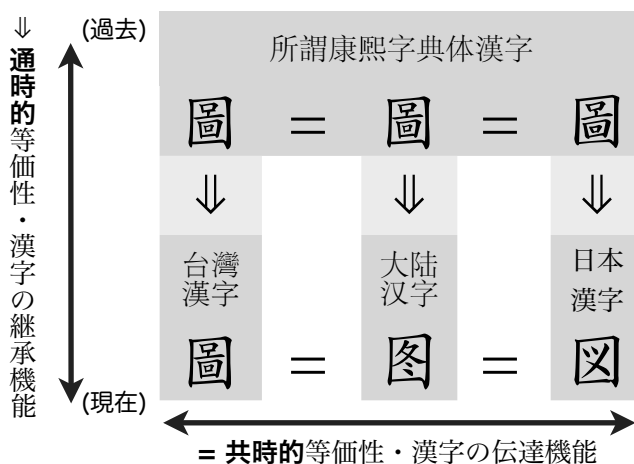 ⇓ 通時的等価性・漢字の継承機能
(過去)
(現在)
所謂康熙字典体漢字
圖 = 圖 = 圖
⇓ ⇓ ⇓
台灣 大陆 日本
漢字 汉字 漢字
圖 = 图 = 図
= 共時的等価性・漢字の伝達機能